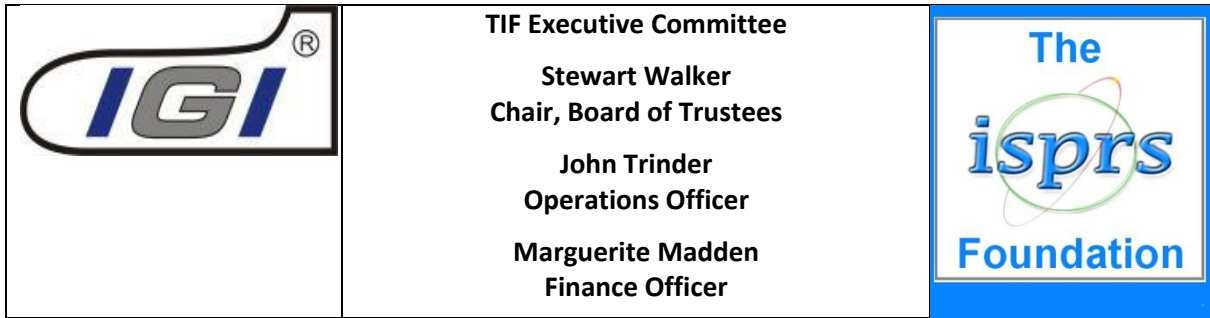 IGI®
TIF Executive Committee
Stewart Walker
Chair, Board of Trustees
John Trinder
Operations Officer
Marguerite Madden
Finance Officer
The
isprs
Foundation